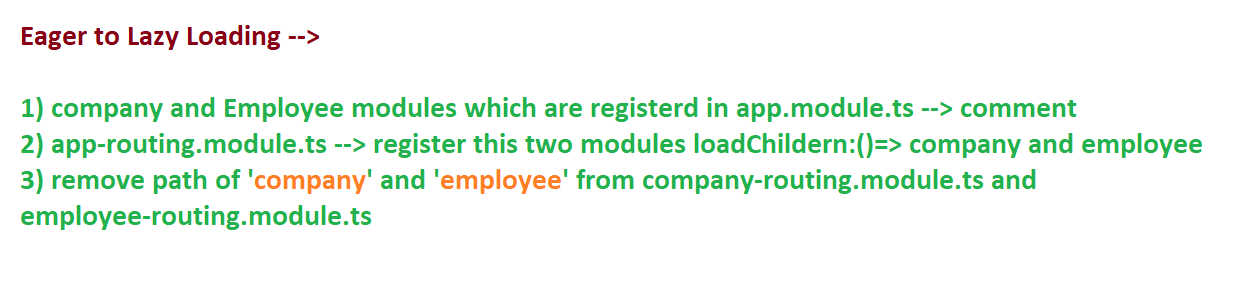 Eager to Lazy Loading -->
1) company and Employee modules which are registerd in app.module.ts --> comment
2) app-routing.module.ts --> register this two modules loadChildern:()=> company and employee
3) remove path of 'company' and 'employee' from company-routing.module.ts and
employee-routing.module.ts